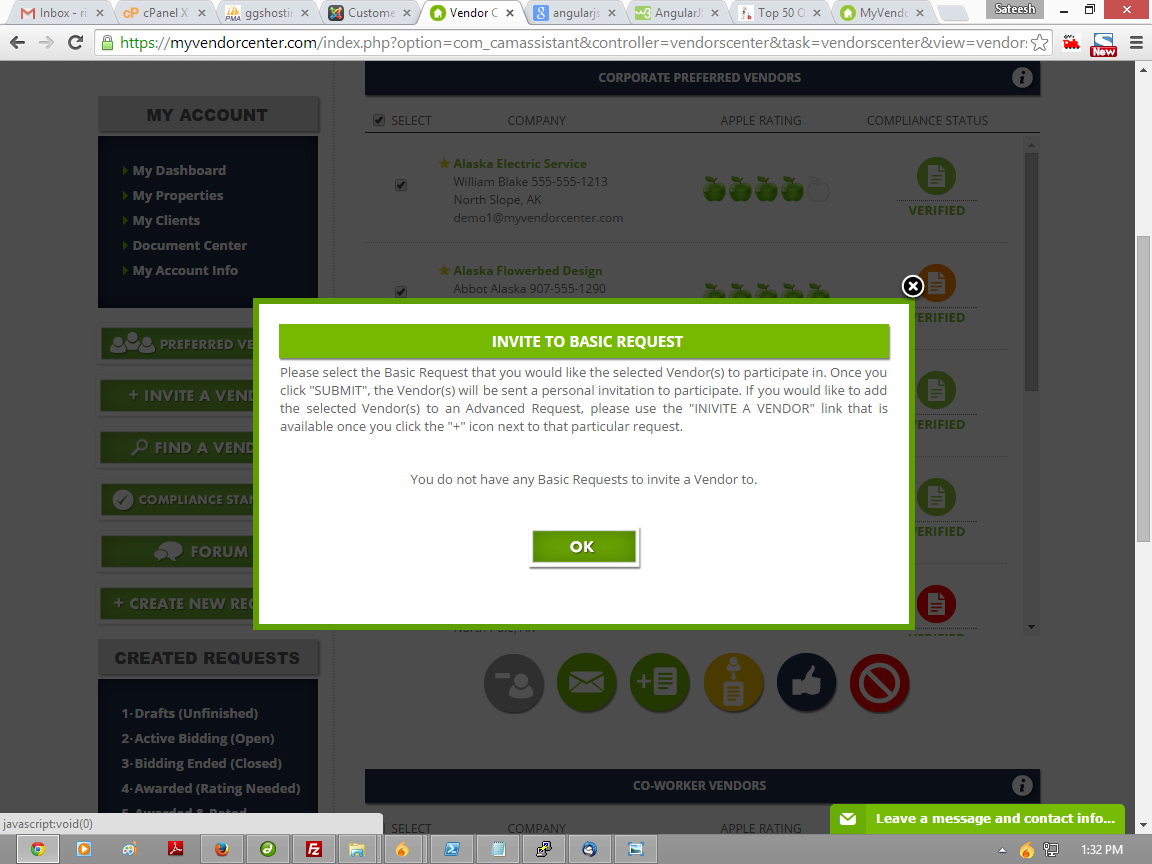 Inbox - ri
cPanel X
ggshostin
Custome
Vendor C
angularjs
AngularJS
Top 50 O
MyVendo
Sateesh
https://myvendorcenter.com/index.php?option=com_camassistant&controller=vendorscenter&task=vendorscenter&view=vendor:
New
CORPORATE PREFERRED VENDORS
i
MY ACCOUNT
My Dashboard
My Properties
My Clients
Document Center
My Account Info
SELECT COMPANY APPLE RATING COMPLIANCE STATUS
Alaska Electric Service
William Blake 555-555-1213
North Slope, AK
demo1@myvendorcenter.com
VERIFIED
Alaska Flowerbed Design
Abbot Alaska 907-555-1290
VERIFIED
PREFERRED VE
+ INVITE A VEND
FIND A VEND
COMPLIANCE STAN
FORUM
+ CREATE NEW REQ
INVITE TO BASIC REQUEST
Please select the Basic Request that you would like the selected Vendor(s) to participate in. Once you
click "SUBMIT", the Vendor(s) will be sent a personal invitation to participate. If you would like to add
the selected Vendor(s) to an Advanced Request, please use the "INIVITE A VENDOR" link that is
available once you click the "+" icon next to that particular request.
You do not have any Basic Requests to invite a Vendor to.
OK
VERIFIED
VERIFIED
VERIFIED
CREATED REQUESTS
1-Drafts (Unfinished)
2-Active Bidding (Open)
3-Bidding Ended (Closed)
4-Awarded (Rating Needed)
5-Awarded & Rated
CO-WORKER VENDORS
i
SELECT COMPANY APPLE RATING
Leave a message and contact info...
javascript:void(0)
1:32 PM